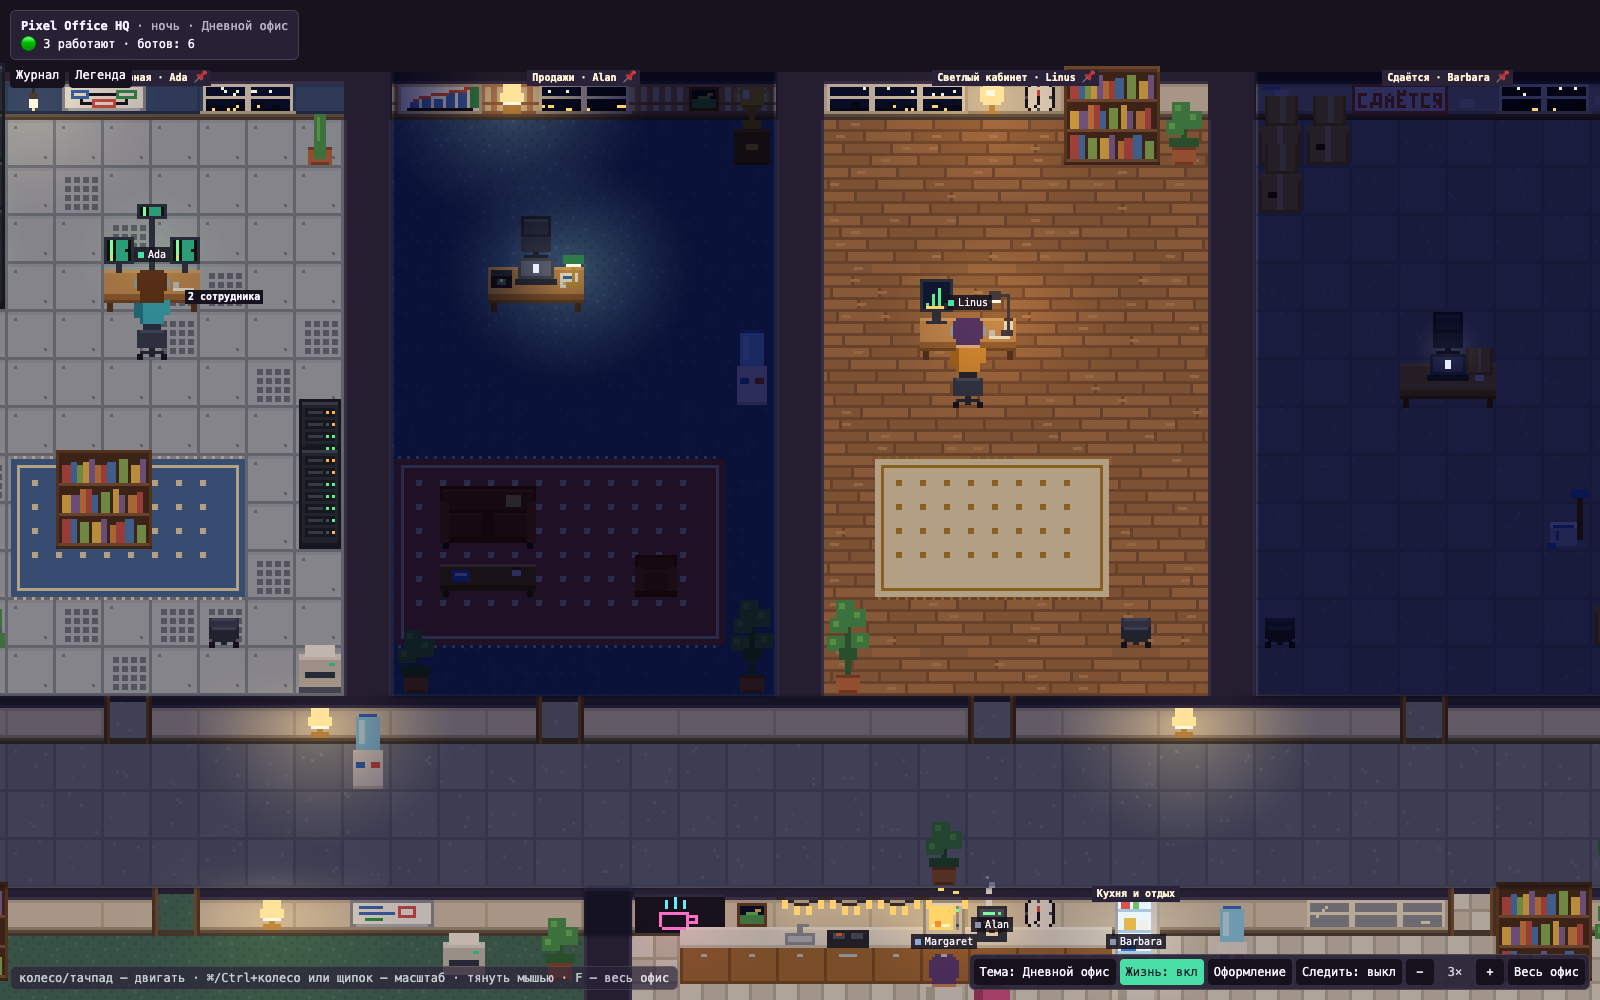 Pixel Office HQ · ночь · Дневной офис
3 работают · ботов: 6
Журнал
Легенда
ная · Ada
Продажи · Alan
Светлый кабинет · Linus
Сдаётся · Barbara
СДАЁТСЯ
Ada
2 сотрудника
Linus
Кухня и отдых
Alan
Margaret
Barbara
колесо/тачпад — двигать · ⌘/Ctrl+колесо или щипок — масштаб · тянуть мышью · F — весь офис
Тема: Дневной офис
Жизнь: вкл
Оформление
Следить: выкл
−
3×
+
Весь офис